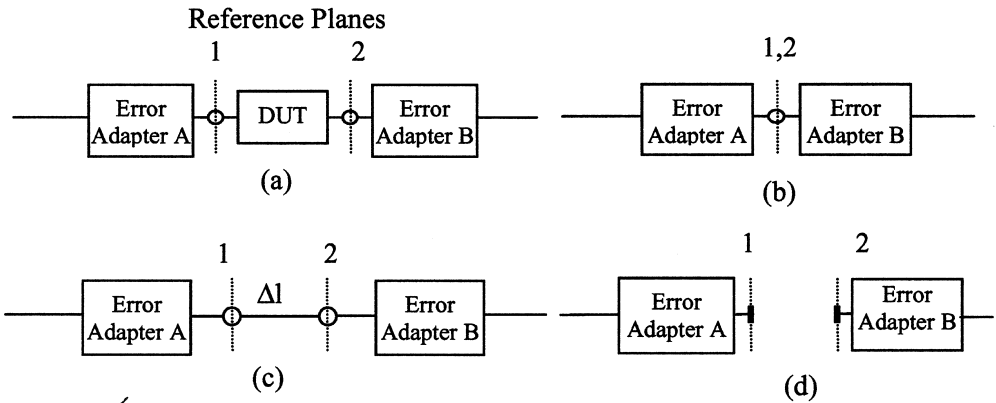 Reference Planes
1 2
Error Adapter A
DUT
Error Adapter B
(a)
1,2
Error Adapter A
Error Adapter B
(b)
1 2
Error Adapter A
Δl
Error Adapter B
(c)
1 2
Error Adapter A
Error Adapter B
(d)